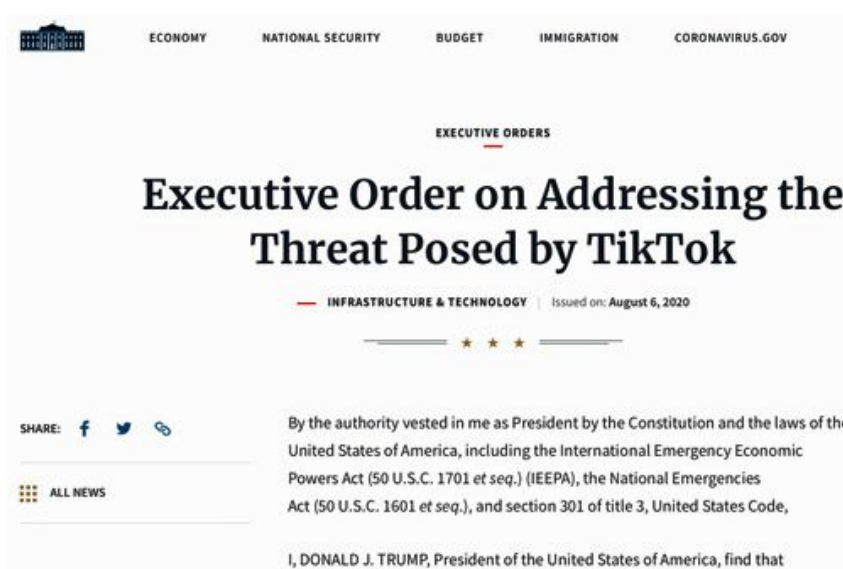 ECONOMY NATIONAL SECURITY BUDGET IMMIGRATION CORONAVIRUS.GOV
EXECUTIVE ORDERS
Executive Order on Addressing the
Threat Posed by TikTok
INFRASTRUCTURE & TECHNOLOGY | Issued on: August 6, 2020
SHARE:
ALL NEWS
By the authority vested in me as President by the Constitution and the laws of the
United States of America, including the International Emergency Economic
Powers Act (50 U.S.C. 1701 et seq.) (IEEPA), the National Emergencies
Act (50 U.S.C. 1601 et seq.), and section 301 of title 3, United States Code,
I, DONALD J. TRUMP, President of the United States of America, find that